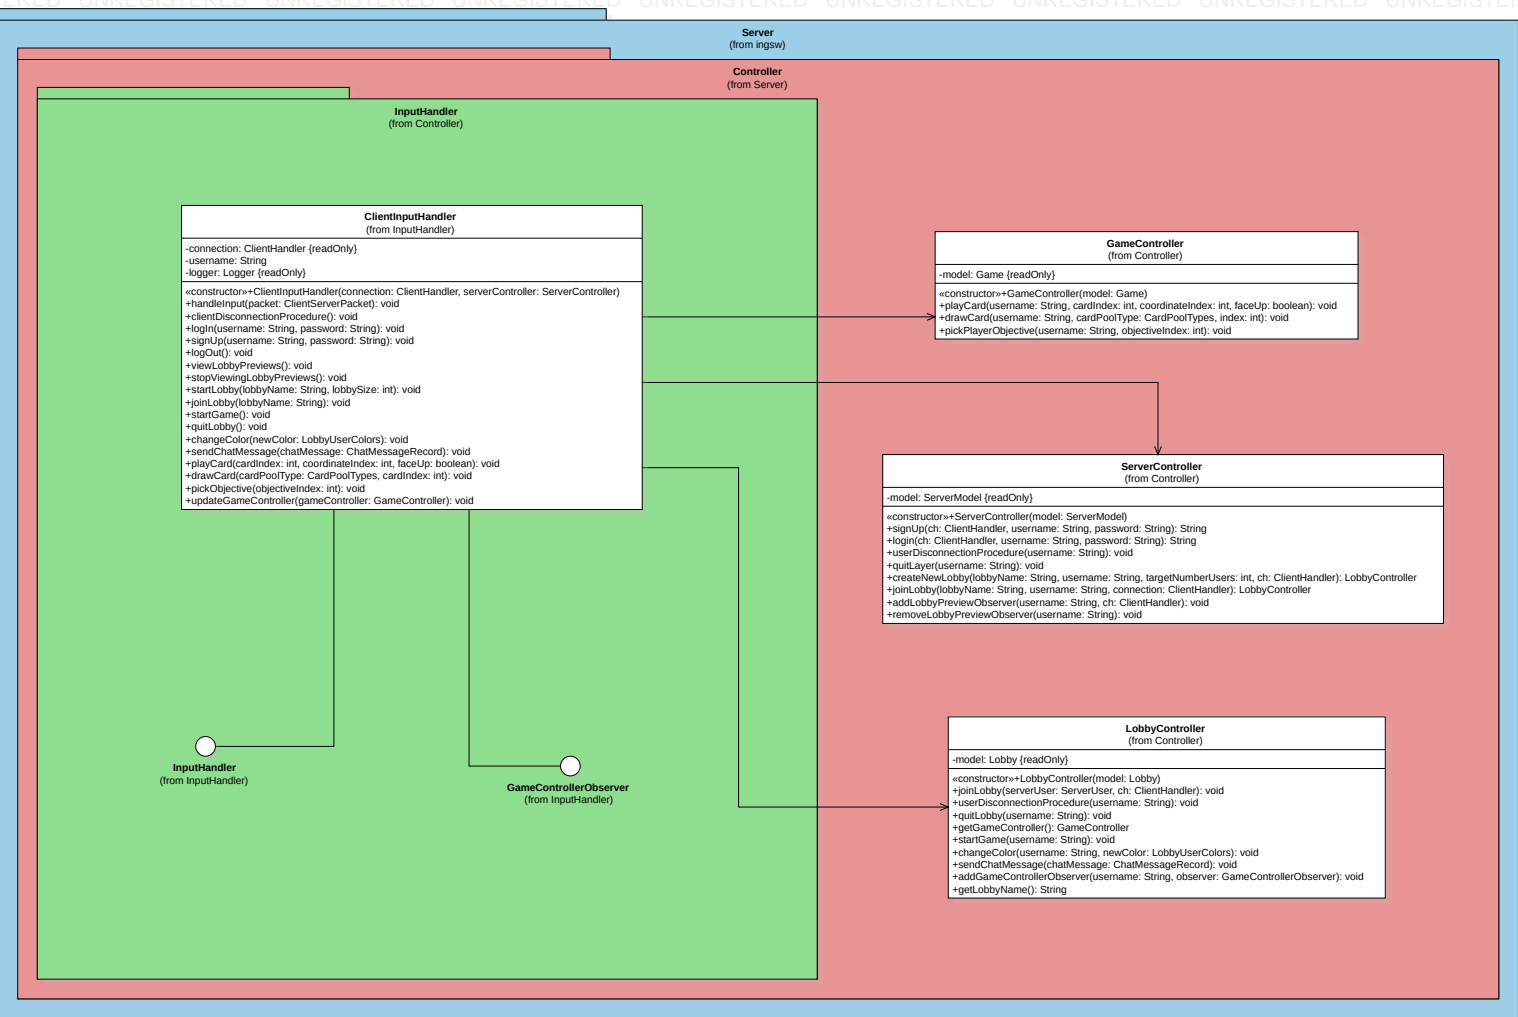 UNREGISTERED UNREGISTERED UNREGISTERED UNREGISTERED UNREGISTERED UNREGISTERED UNREGISTERED
Server
(from ingsw)
Controller
(from Server)
InputHandler
(from Controller)
ClientInputHandler
(from InputHandler)
-connection: ClientHandler {readOnly}
-username: String
-logger: Logger {readOnly}
«constructor»+ClientInputHandler(connection: ClientHandler, serverController: ServerController)
+handleInput(packet: ClientServerPacket): void
+clientDisconnectionProcedure(): void
+logIn(username: String, password: String): void
+signUp(username: String, password: String): void
+logOut(): void
+viewLobbyPreviews(): void
+stopViewingLobbyPreviews(): void
+startLobby(lobbyName: String, lobbySize: int): void
+joinLobby(lobbyName: String): void
+startGame(): void
+quitLobby(): void
+changeColor(newColor: LobbyUserColors): void
+sendChatMessage(chatMessage: ChatMessageRecord): void
+playCard(cardIndex: int, coordinateIndex: int, faceUp: boolean): void
+drawCard(cardPoolType: CardPoolTypes, cardIndex: int): void
+pickObjective(objectiveIndex: int): void
+updateGameController(gameController: GameController): void
GameController
(from Controller)
-model: Game {readOnly}
«constructor»+GameController(model: Game)
+playCard(username: String, cardIndex: int, coordinateIndex: int, faceUp: boolean): void
+drawCard(username: String, cardPoolType: CardPoolTypes, index: int): void
+pickPlayerObjective(username: String, objectiveIndex: int): void
ServerController
(from Controller)
-model: ServerModel {readOnly}
«constructor»+ServerController(model: ServerModel)
+signUp(ch: ClientHandler, username: String, password: String): String
+login(ch: ClientHandler, username: String, password: String): String
+userDisconnectionProcedure(username: String): void
+quitLayer(username: String): void
+createNewLobby(lobbyName: String, username: String, targetNumberUsers: int, ch: ClientHandler): LobbyController
+joinLobby(lobbyName: String, username: String, connection: ClientHandler): LobbyController
+addLobbyPreviewObserver(username: String, ch: ClientHandler): void
+removeLobbyPreviewObserver(username: String): void
LobbyController
(from Controller)
-model: Lobby {readOnly}
«constructor»+LobbyController(model: Lobby)
+joinLobby(serverUser: ServerUser, ch: ClientHandler): void
+userDisconnectionProcedure(username: String): void
+quitLobby(username: String): void
+getGameController(): GameController
+startGame(username: String): void
+changeColor(username: String, newColor: LobbyUserColors): void
+sendChatMessage(chatMessage: ChatMessageRecord): void
+addGameControllerObserver(username: String, observer: GameControllerObserver): void
+getLobbyName(): String
InputHandler
(from InputHandler)
GameControllerObserver
(from InputHandler)